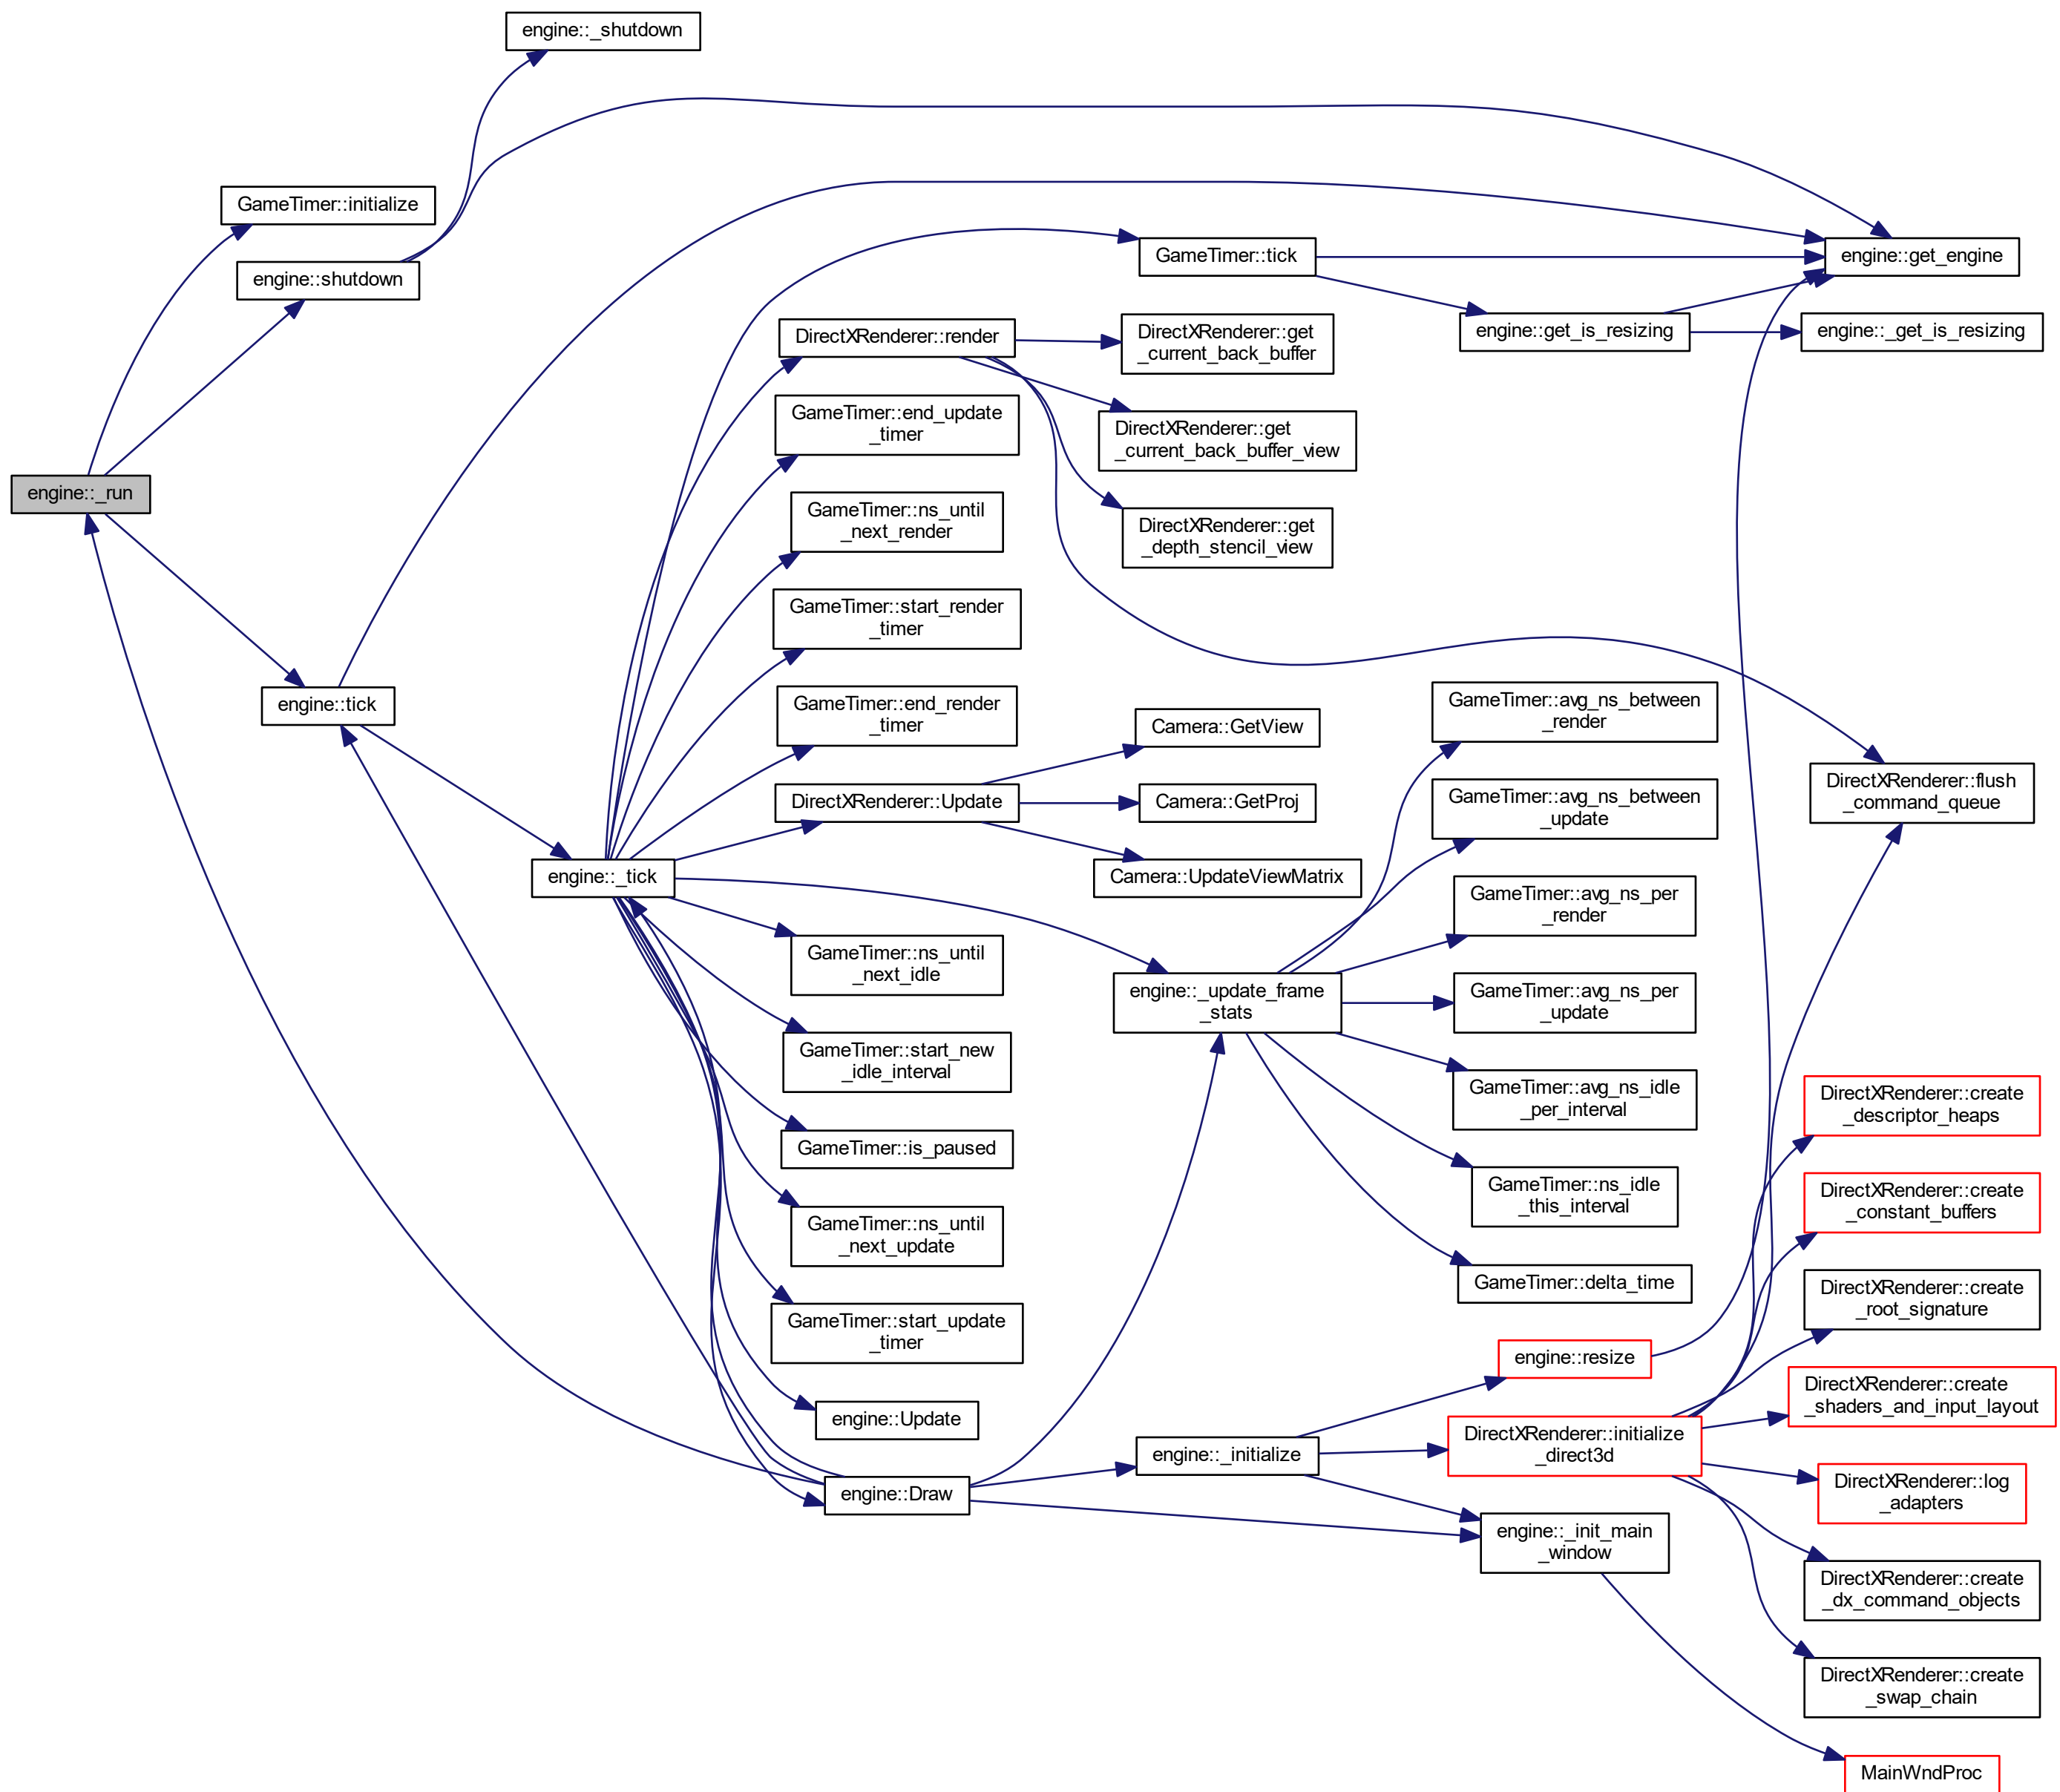 engine::_shutdown
GameTimer::initialize
engine::shutdown
engine::_run
engine::tick
engine::_tick
GameTimer::tick
engine::get_engine
engine::get_is_resizing
engine::_get_is_resizing
DirectXRenderer::render
DirectXRenderer::get
_current_back_buffer
DirectXRenderer::get
_current_back_buffer_view
DirectXRenderer::get
_depth_stencil_view
GameTimer::end_update
_timer
GameTimer::ns_until
_next_render
GameTimer::start_render
_timer
GameTimer::end_render
_timer
DirectXRenderer::Update
Camera::GetView
Camera::GetProj
Camera::UpdateViewMatrix
GameTimer::ns_until
_next_idle
GameTimer::start_new
_idle_interval
GameTimer::is_paused
GameTimer::ns_until
_next_update
GameTimer::start_update
_timer
engine::Update
engine::Draw
engine::_update_frame
_stats
GameTimer::avg_ns_between
_render
GameTimer::avg_ns_between
_update
GameTimer::avg_ns_per
_render
GameTimer::avg_ns_per
_update
GameTimer::avg_ns_idle
_per_interval
GameTimer::ns_idle
_this_interval
GameTimer::delta_time
engine::_initialize
engine::resize
DirectXRenderer::initialize
_direct3d
engine::_init_main
_window
DirectXRenderer::flush
_command_queue
DirectXRenderer::create
_descriptor_heaps
DirectXRenderer::create
_constant_buffers
DirectXRenderer::create
_root_signature
DirectXRenderer::create
_shaders_and_input_layout
DirectXRenderer::log
_adapters
DirectXRenderer::create
_dx_command_objects
DirectXRenderer::create
_swap_chain
MainWndProc